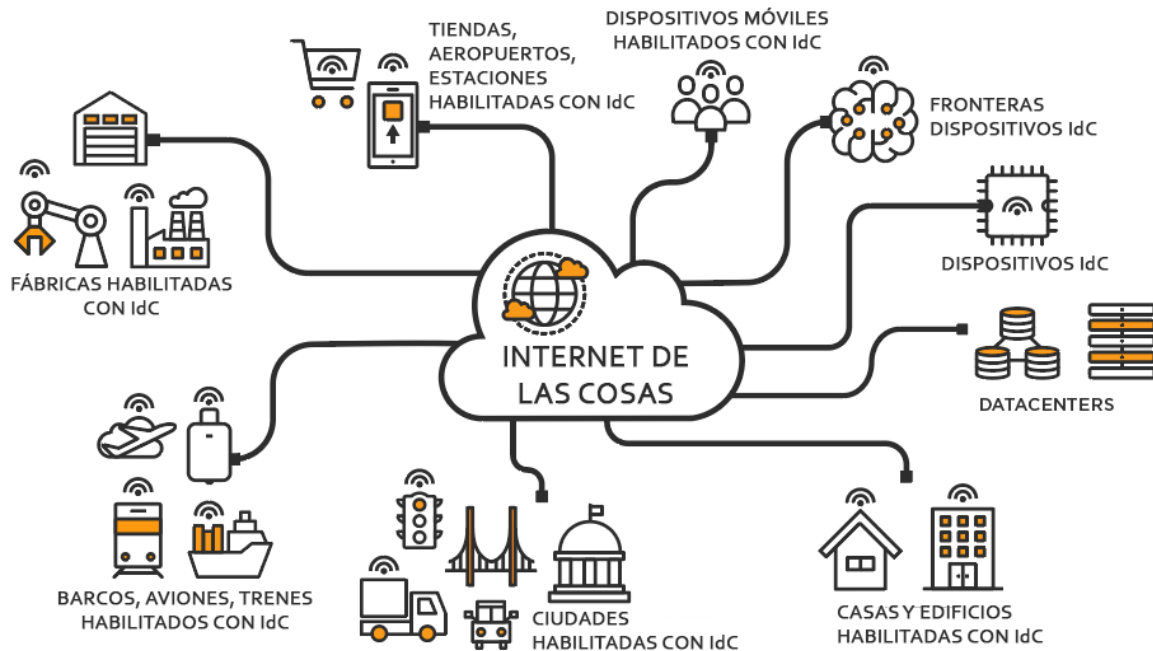 TIENDAS,
AEROPUERTOS,
ESTACIONES
HABILITADAS CON IdC
DISPOSITIVOS MÓVILES
HABILITADOS CON IdC
FRONTERAS
DISPOSITIVOS IdC
DISPOSITIVOS IdC
FÁBRICAS HABILITADAS
CON IdC
INTERNET DE
LAS COSAS
DATACENTERS
BARCOS, AVIONES, TRENES
HABILITADOS CON IdC
CIUDADES
HABILITADAS CON IdC
CASAS Y EDIFICIOS
HABILITADAS CON IdC